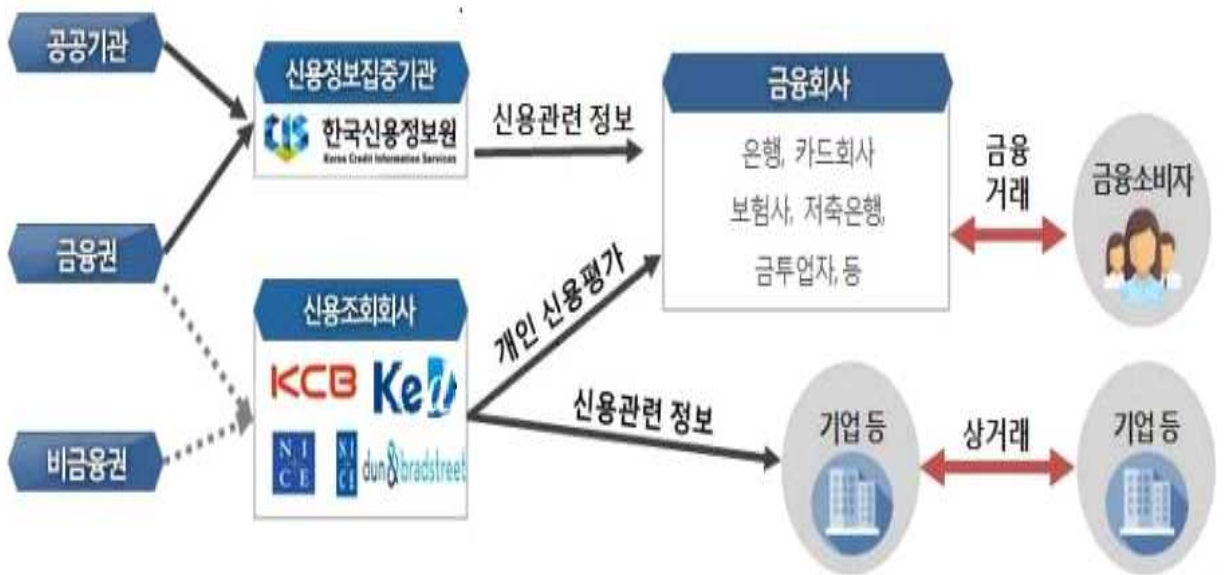 공공기관
금융권
비금융권
신용정보집중기관
CIS 한국신용정보원
Korea Credit Information Services
신용조회회사
KCB Ked
NICE NICE dun&bradstreet
신용관련 정보
개인 신용평가
신용관련 정보
금융회사
은행, 카드회사
보험사, 저축은행,
금투업자, 등
금융
거래
금융소비자
기업 등
상거래
기업 등